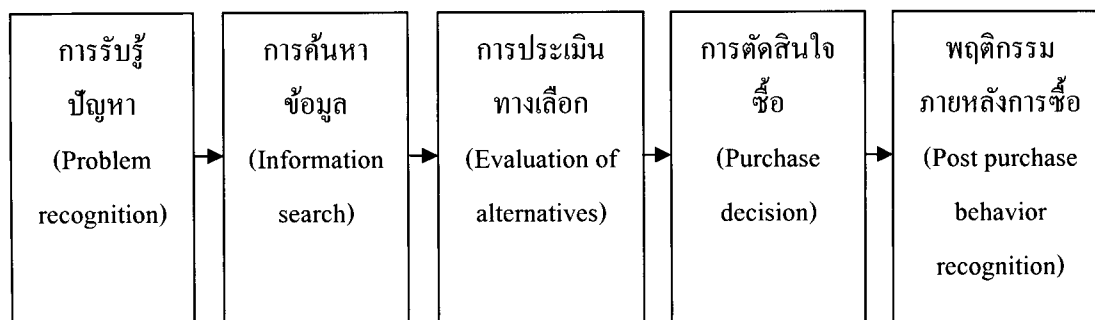 การรับรู้
ปัญหา
(Problem
recognition)
การค้นหา
ข้อมูล
(Information
search)
การประเมิน
ทางเลือก
(Evaluation of
alternatives)
การตัดสินใจ
ซื้อ
(Purchase
decision)
พฤติกรรม
ภายหลังการซื้อ
(Post purchase
behavior
recognition)